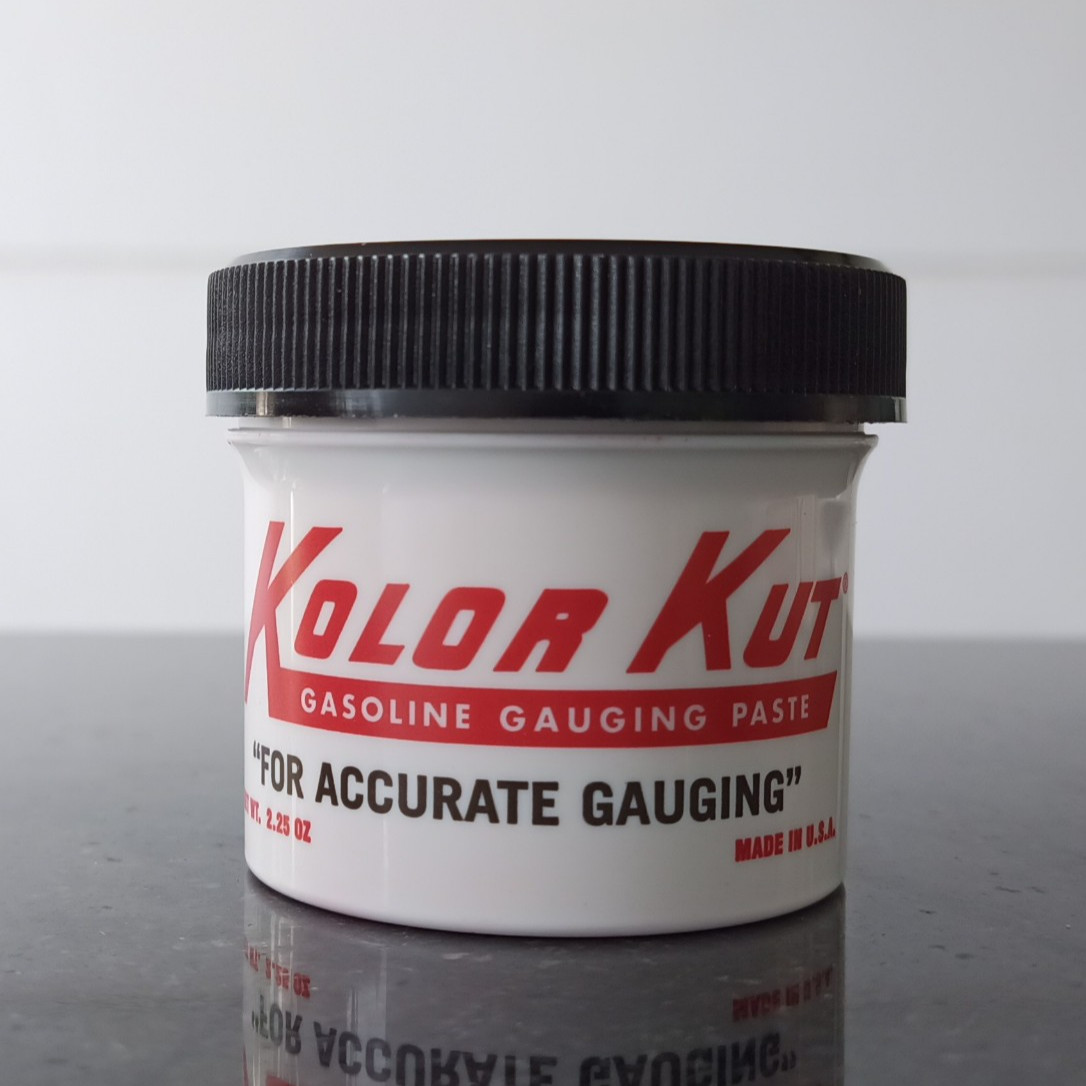 KOLOR KUT®
GASOLINE GAUGING PASTE
“FOR ACCURATE GAUGING”
WT. 2.25 OZ
MADE IN U.S.A.